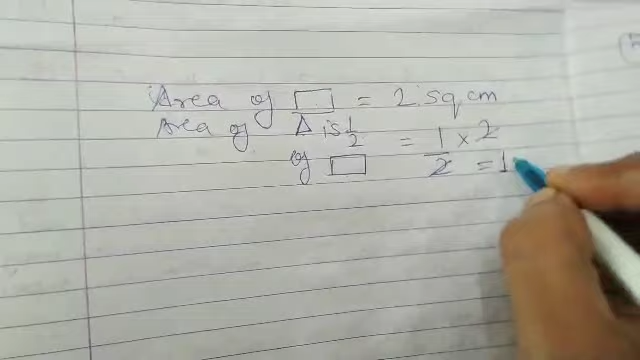 Area of ▭ = 2 sq cm
Area of Δ is 1/2 = 1/2 × 2
of ▭ = 1